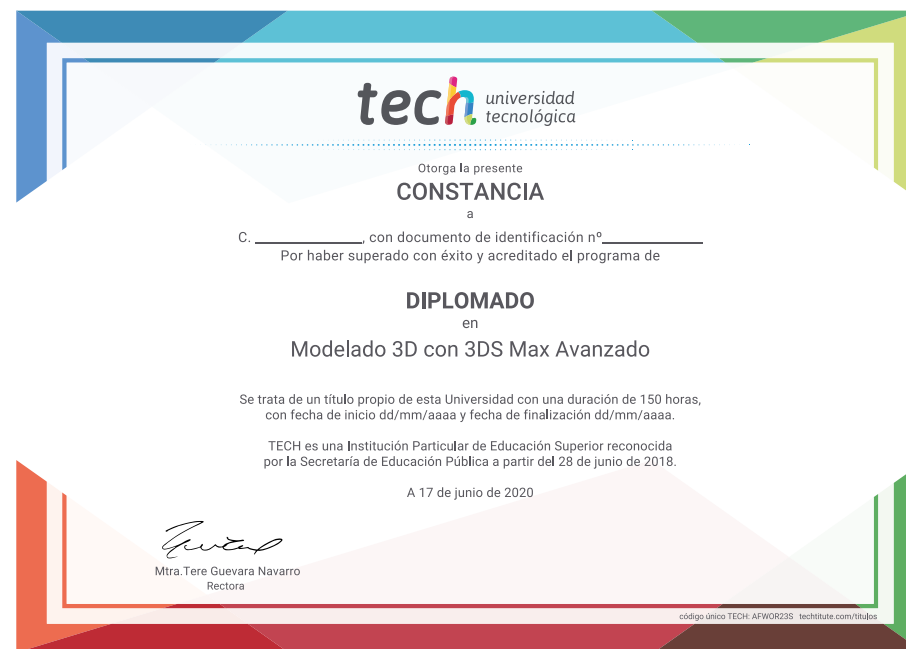 tech universidad
tecnológica
Otorga la presente
CONSTANCIA
a
C. ______________, con documento de identificación nº_____________
Por haber superado con éxito y acreditado el programa de
DIPLOMADO
en
Modelado 3D con 3DS Max Avanzado
Se trata de un título propio de esta Universidad con una duración de 150 horas,
con fecha de inicio dd/mm/aaaa y fecha de finalización dd/mm/aaaa.
TECH es una Institución Particular de Educación Superior reconocida
por la Secretaría de Educación Pública a partir del 28 de junio de 2018.
A 17 de junio de 2020
Mtra.Tere Guevara Navarro
Rectora
código único TECH: AFWOR23S techtitute.com/titulos